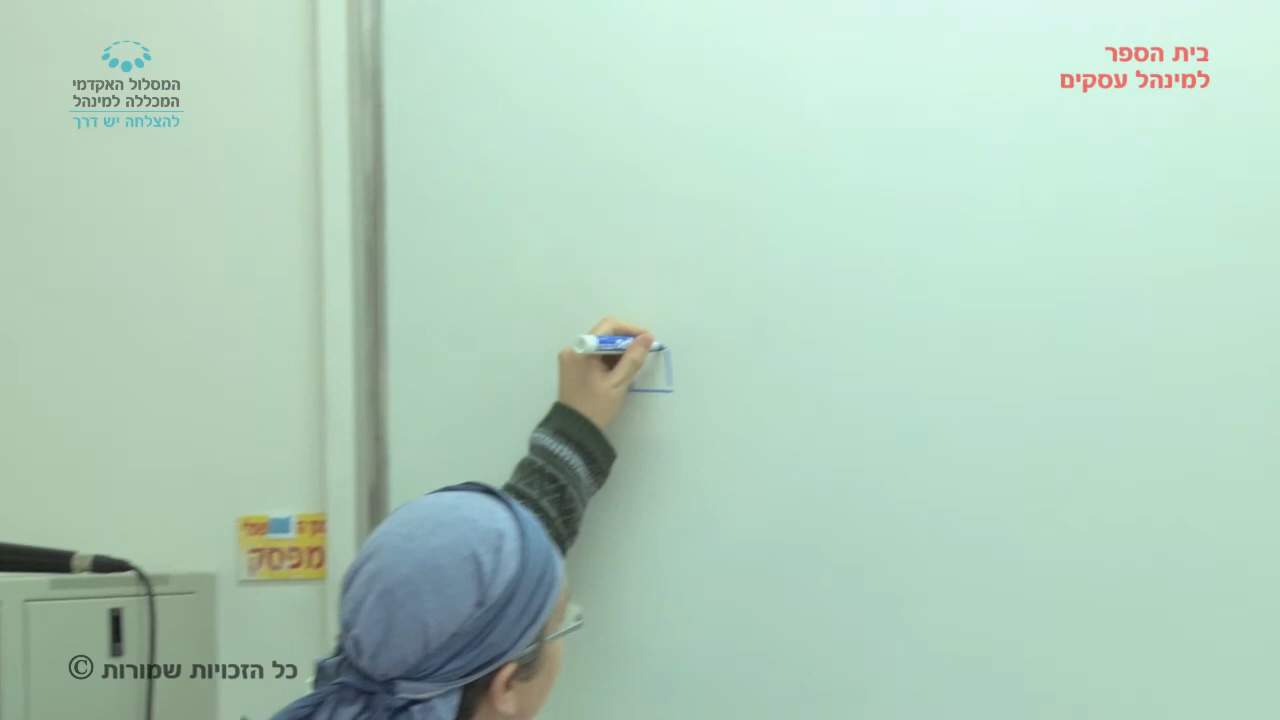 בית הספר
למינהל עסקים
המסלול האקדמי
המכללה למינהל
להצלחה יש דרך
מפסק
כל הזכויות שמורות ©